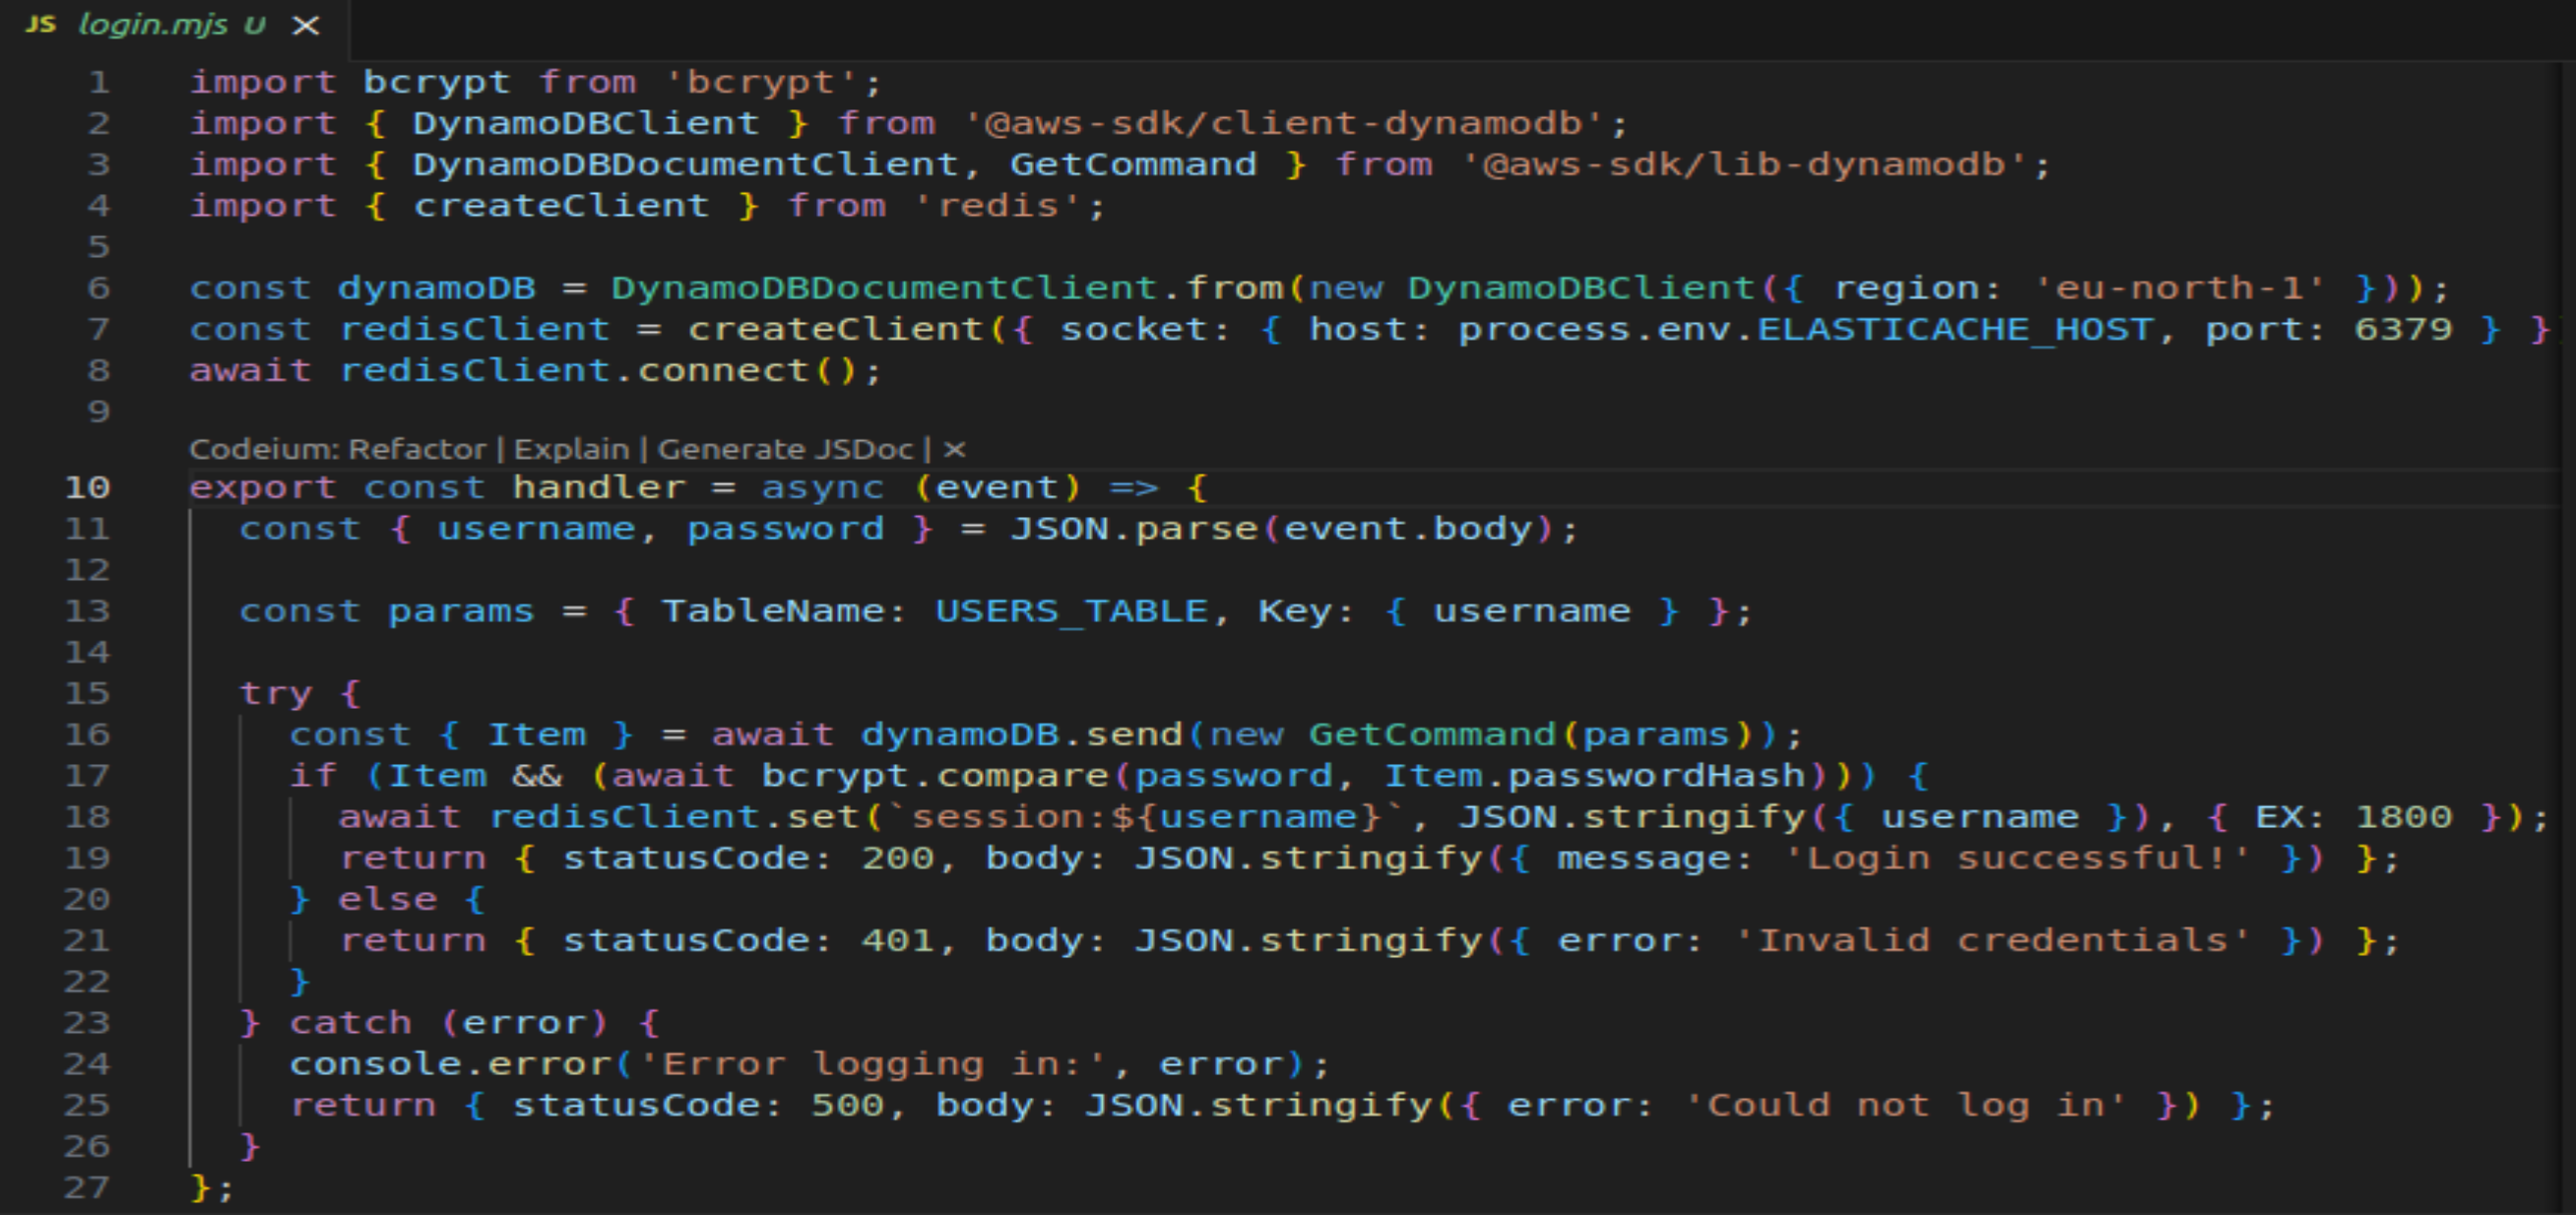 JS login.mjs U ×
1 import bcrypt from 'bcrypt';
2 import { DynamoDBClient } from '@aws-sdk/client-dynamodb';
3 import { DynamoDBDocumentClient, GetCommand } from '@aws-sdk/lib-dynamodb';
4 import { createClient } from 'redis';
5
6 const dynamoDB = DynamoDBDocumentClient.from(new DynamoDBClient({ region: 'eu-north-1' }));
7 const redisClient = createClient({ socket: { host: process.env.ELASTICACHE_HOST, port: 6379 } }
8 await redisClient.connect();
9
Codeium: Refactor | Explain | Generate JSDoc | ×
10 export const handler = async (event) => {
11   const { username, password } = JSON.parse(event.body);
12
13   const params = { TableName: USERS_TABLE, Key: { username } };
14
15   try {
16     const { Item } = await dynamoDB.send(new GetCommand(params));
17     if (Item && (await bcrypt.compare(password, Item.passwordHash))) {
18       await redisClient.set(`session:${username}`, JSON.stringify({ username }), { EX: 1800 });
19       return { statusCode: 200, body: JSON.stringify({ message: 'Login successful!' }) };
20     } else {
21       return { statusCode: 401, body: JSON.stringify({ error: 'Invalid credentials' }) };
22     }
23   } catch (error) {
24     console.error('Error logging in:', error);
25     return { statusCode: 500, body: JSON.stringify({ error: 'Could not log in' }) };
26   }
27 };